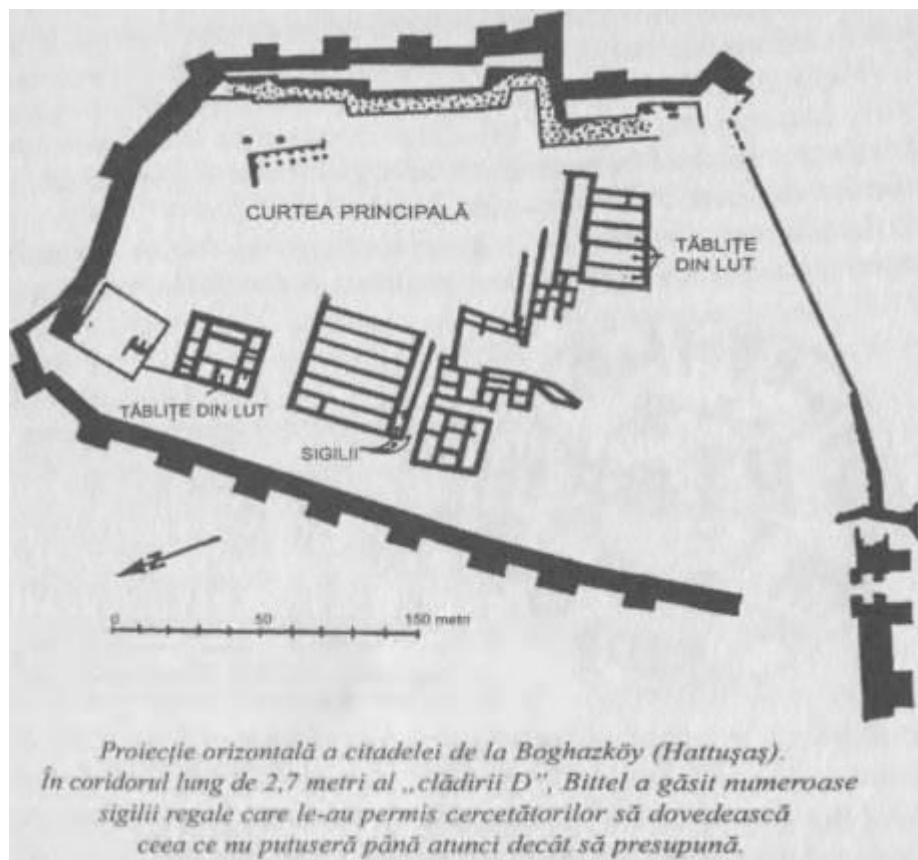 CURTEA PRINCIPALĂ
TĂBLIȚE
DIN LUT
TĂBLIȚE DIN LUT
SIGILII
N
0 50 150 metri
Proiecție orizontală a citadelei de la Boghazköy (Hattușaș).
În coridorul lung de 2,7 metri al „clădirii D”, Bittel a găsit numeroase
sigilii regale care le-au permis cercetătorilor să dovedească
ceea ce nu putuseră până atunci decât să presupună.